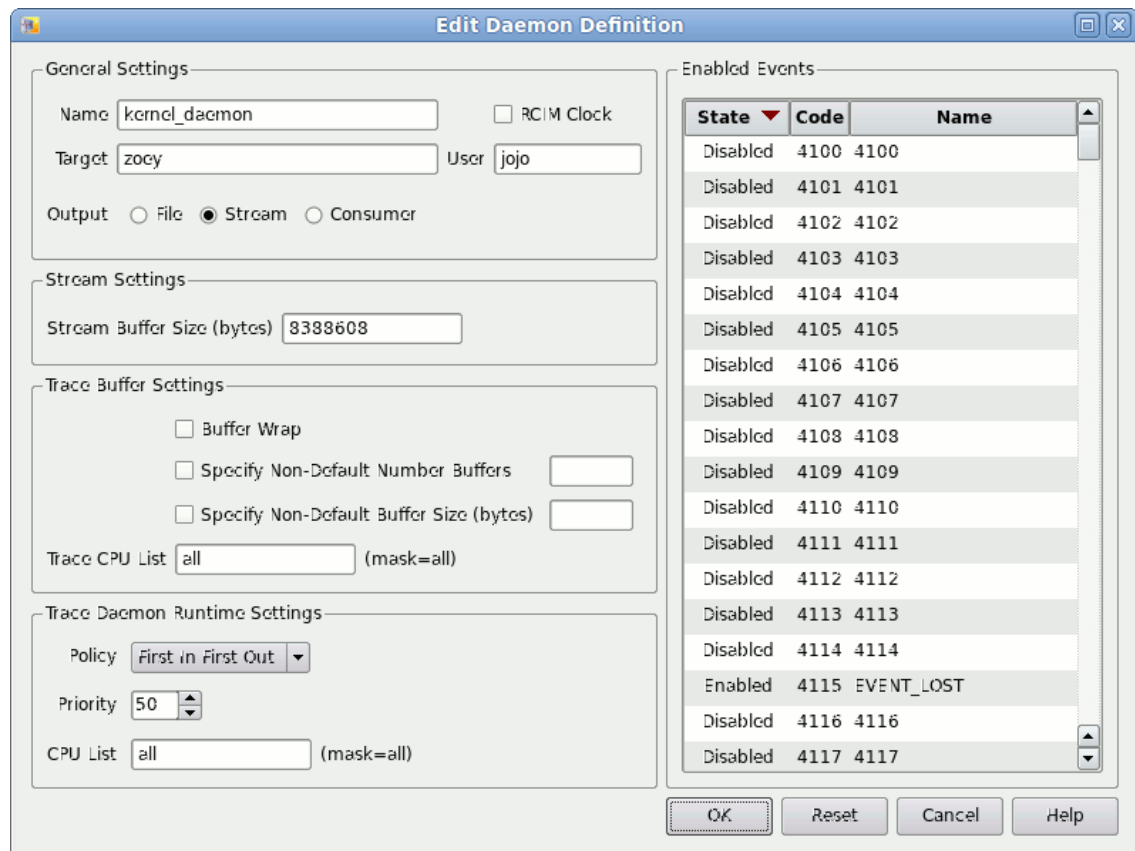 Edit Daemon Definition
General Settings
Name kernel_daemon RCIM Clock
Target zoey User jojo
Output File Stream Consumer
Stream Settings
Stream Buffer Size (bytes) 8388608
Trace Buffer Settings
Buffer Wrap
Specify Non-Default Number Buffers
Specify Non-Default Buffer Size (bytes)
Trace CPU List all (mask=all)
Trace Daemon Runtime Settings
Policy First In First Out
Priority 50
CPU List all (mask=all)
Enabled Events
State Code Name
Disabled 4100 4100
Disabled 4101 4101
Disabled 4102 4102
Disabled 4103 4103
Disabled 4104 4104
Disabled 4105 4105
Disabled 4106 4106
Disabled 4107 4107
Disabled 4108 4108
Disabled 4109 4109
Disabled 4110 4110
Disabled 4111 4111
Disabled 4112 4112
Disabled 4113 4113
Disabled 4114 4114
Enabled 4115 EVENT_LOST
Disabled 4116 4116
Disabled 4117 4117
OK Reset Cancel Help